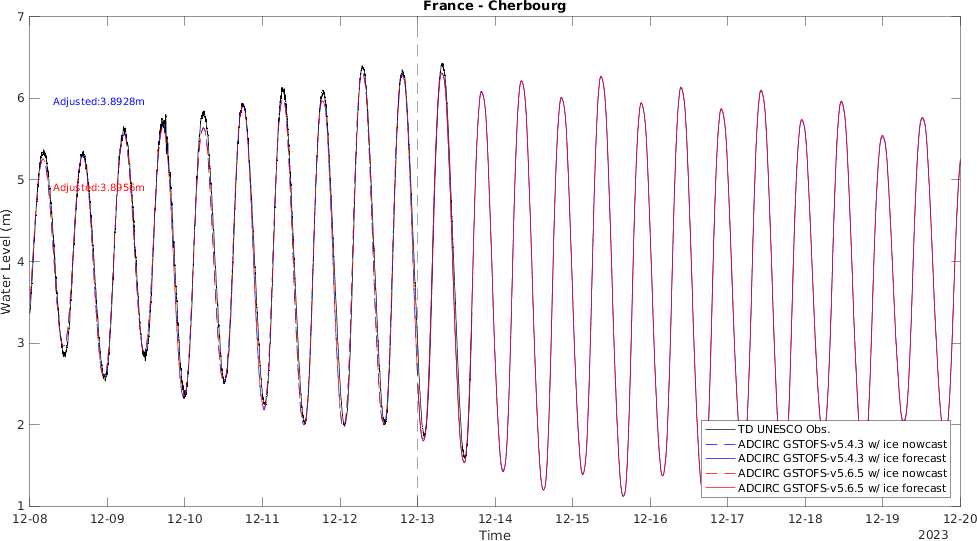 France - Cherbourg
7
6
5
4
3
2
1
Water Level (m)
Adjusted:3.8928m
Adjusted:3.8956m
TD UNESCO Obs.
ADCIRC GSTOFS-v5.4.3 w/ ice nowcast
ADCIRC GSTOFS-v5.4.3 w/ ice forecast
ADCIRC GSTOFS-v5.6.5 w/ ice nowcast
ADCIRC GSTOFS-v5.6.5 w/ ice forecast
12-08 12-09 12-10 12-11 12-12 12-13 12-14 12-15 12-16 12-17 12-18 12-19 12-20
Time
2023